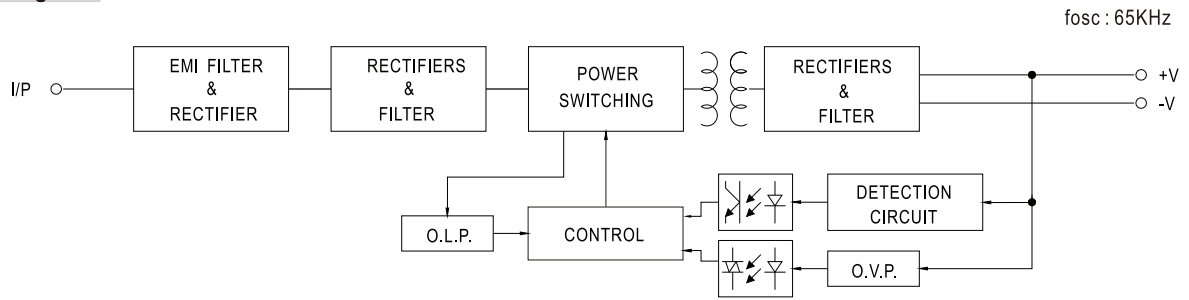 fosc : 65KHz
I/P
EMI FILTER
&
RECTIFIER
RECTIFIERS
&
FILTER
POWER
SWITCHING
RECTIFIERS
&
FILTER
+V
-V
O.L.P.
CONTROL
DETECTION
CIRCUIT
O.V.P.